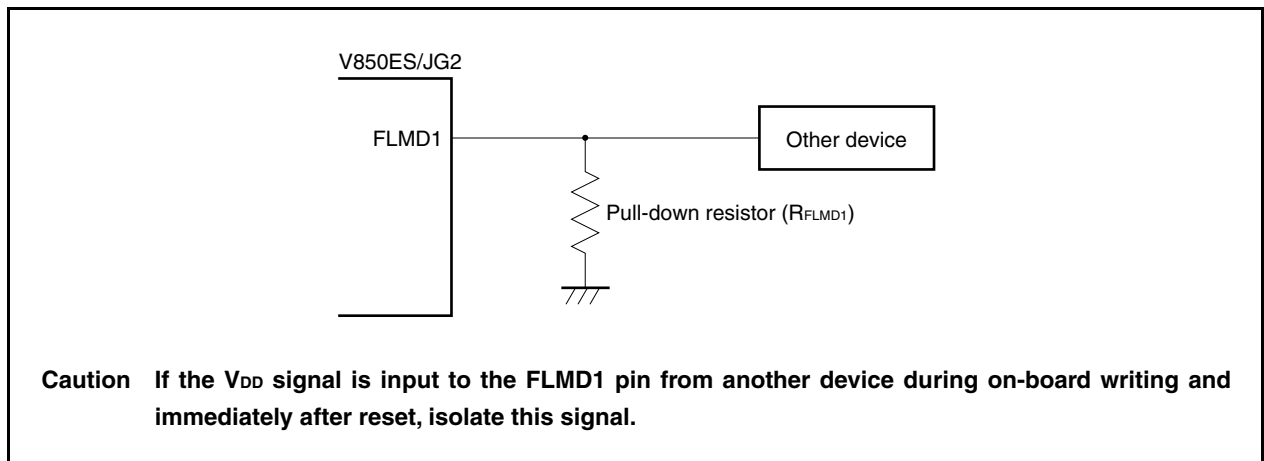 V850ES/JG2
FLMD1
Other device
Pull-down resistor (RFLMD1)
Caution If the VDD signal is input to the FLMD1 pin from another device during on-board writing and
immediately after reset, isolate this signal.